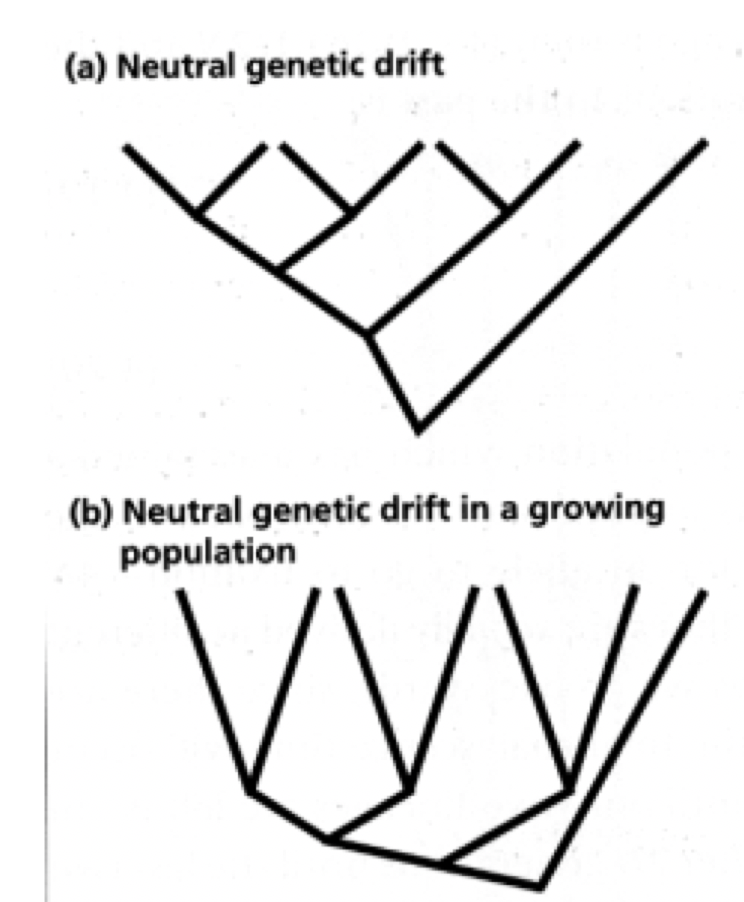 (a) Neutral genetic drift
(b) Neutral genetic drift in a growing
population